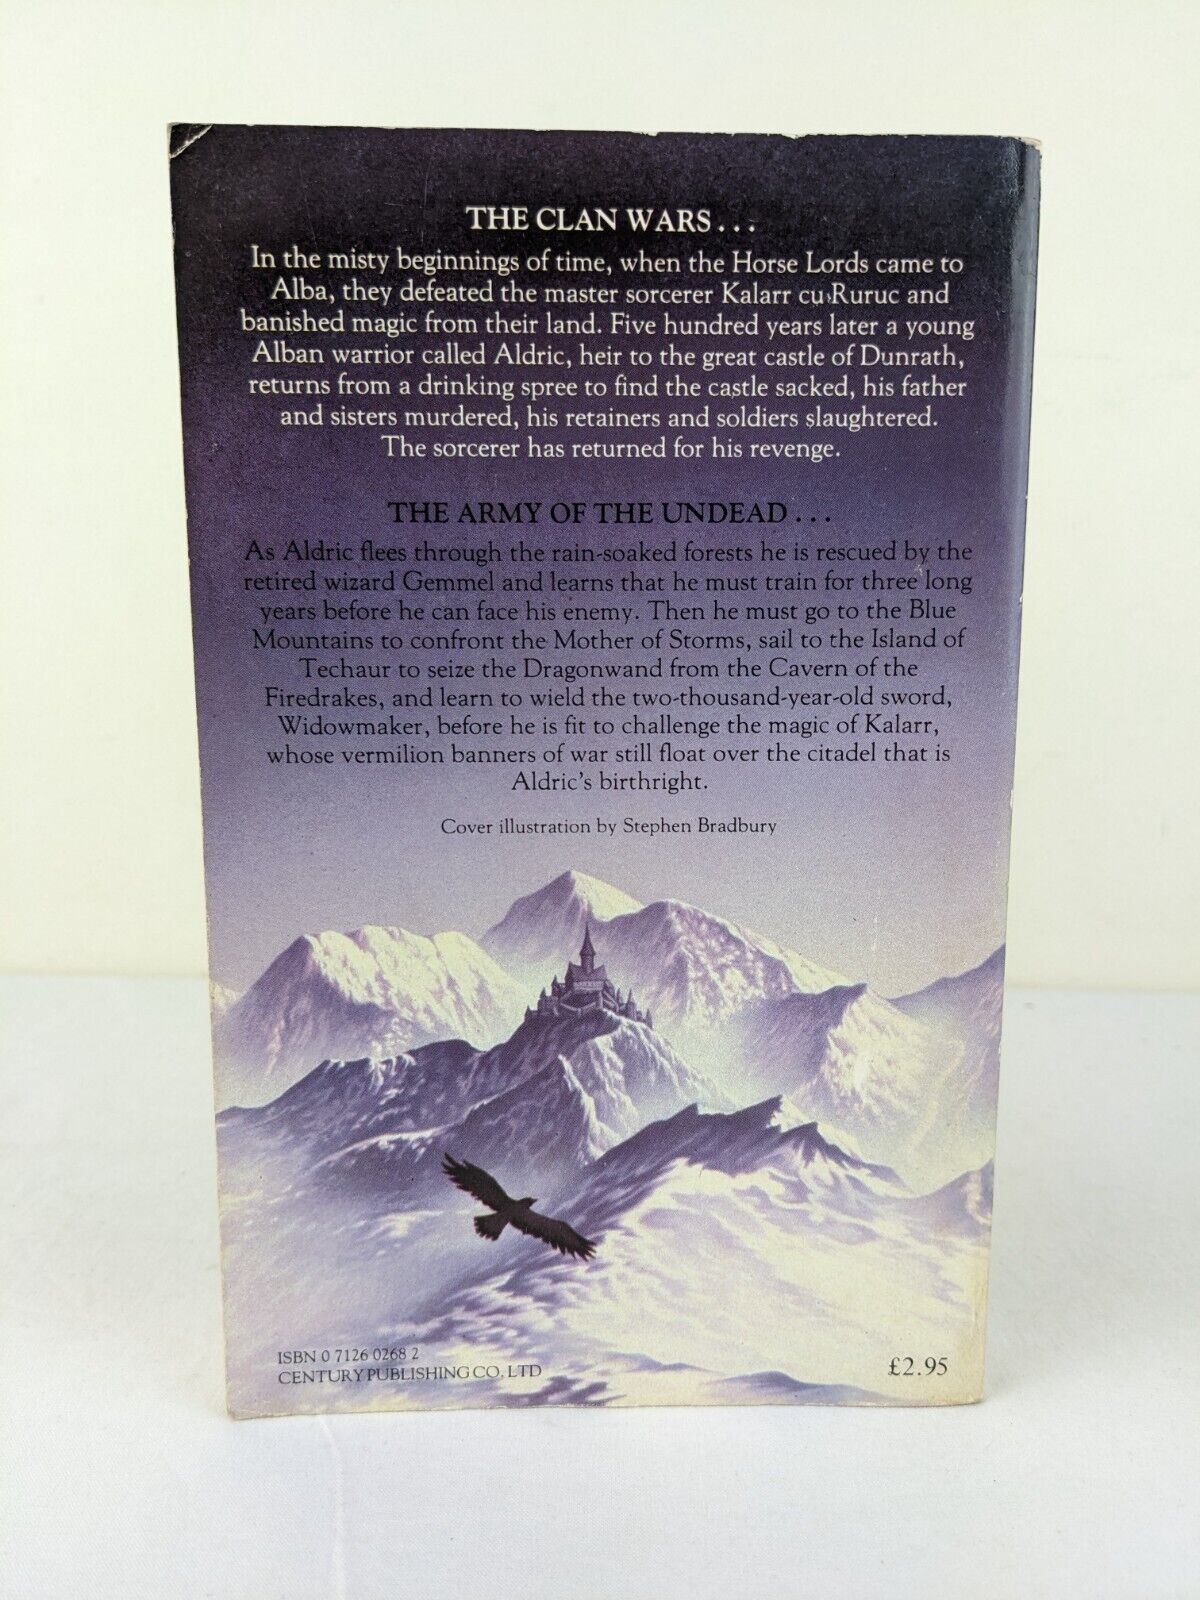 THE CLAN WARS...
In the misty beginnings of time, when the Horse Lords came to
Alba, they defeated the master sorcerer Kalarr cu Ruruc and
banished magic from their land. Five hundred years later a young
Alban warrior called Aldric, heir to the great castle of Dunrath,
returns from a drinking spree to find the castle sacked, his father
and sisters murdered, his retainers and soldiers slaughtered.
The sorcerer has returned for his revenge.
THE ARMY OF THE UNDEAD...
As Aldric flees through the rain-soaked forests he is rescued by the
retired wizard Gemmel and learns that he must train for three long
years before he can face his enemy. Then he must go to the Blue
Mountains to confront the Mother of Storms, sail to the Island of
Techaur to seize the Dragonwand from the Cavern of the
Firedrakes, and learn to wield the two-thousand-year-old sword,
Widowmaker, before he is fit to challenge the magic of Kalarr,
whose vermilion banners of war still float over the citadel that is
Aldric's birthright.
Cover illustration by Stephen Bradbury
ISBN 0 7126 0268 2
CENTURY PUBLISHING CO. LTD
£2.95